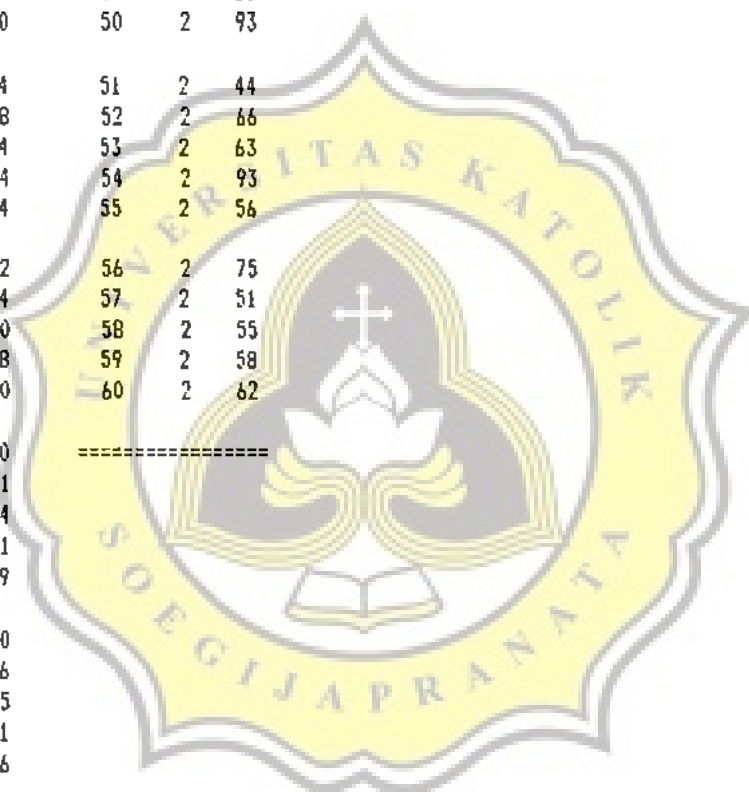 0 50 2 93
4 51 2 44
8 52 2 66
4 53 2 63
4 54 2 93
4 55 2 56
2 56 2 75
4 57 2 51
0 58 2 55
8 59 2 58
0 60 2 62
0 =================
1
4
1
9
0
6
5
1
6
UNIVERSITAS KATOLIK
SOEGIJAPRANATA